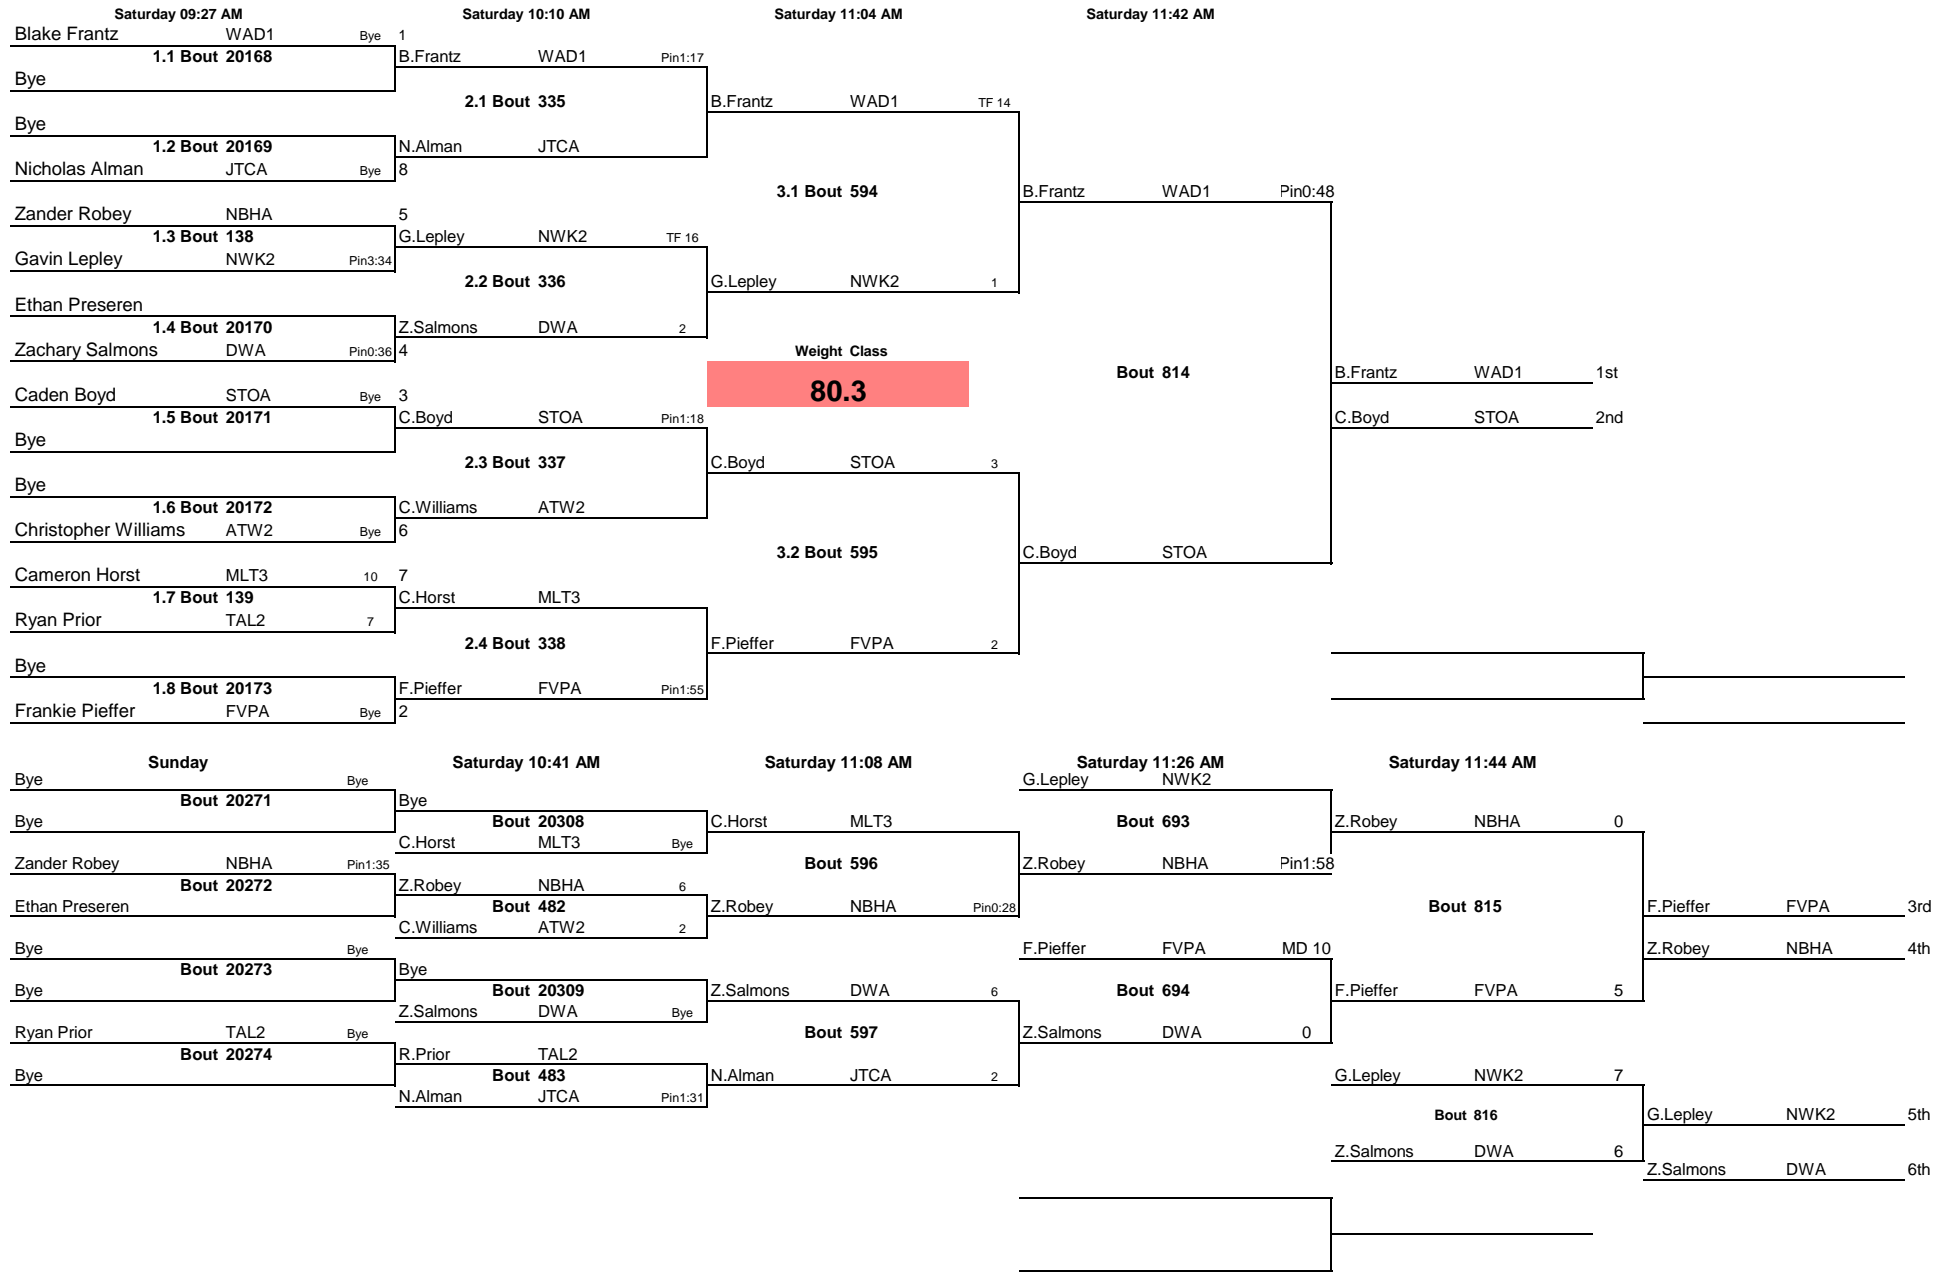 Saturday 09:27 AM Saturday 10:10 AM Saturday 11:04 AM Saturday 11:42 AM
Blake Frantz WAD1 Bye 1
1.1 Bout 20168 B.Frantz WAD1 Pin1:17
Bye
2.1 Bout 335 B.Frantz WAD1 TF 14
Bye
1.2 Bout 20169 N.Alman JTCA
Nicholas Alman JTCA Bye 8
3.1 Bout 594 B.Frantz WAD1 Pin0:48
Zander Robey NBHA 5
1.3 Bout 138 G.Lepley NWK2 TF 16
Gavin Lepley NWK2 Pin3:34
2.2 Bout 336 G.Lepley NWK2 1
Ethan Preseren
1.4 Bout 20170 Z.Salmons DWA 2
Zachary Salmons DWA Pin0:36 4 Weight Class
Bout 814 B.Frantz WAD1 1st
Caden Boyd STOA Bye 3 80.3
1.5 Bout 20171 C.Boyd STOA Pin1:18 C.Boyd STOA 2nd
Bye
2.3 Bout 337 C.Boyd STOA 3
Bye
1.6 Bout 20172 C.Williams ATW2
Christopher Williams ATW2 Bye 6
3.2 Bout 595 C.Boyd STOA
Cameron Horst MLT3 10 7
1.7 Bout 139 C.Horst MLT3
Ryan Prior TAL2 7
2.4 Bout 338 F.Pieffer FVPA 2
Bye
1.8 Bout 20173 F.Pieffer FVPA Pin1:55
Frankie Pieffer FVPA Bye 2
Sunday Saturday 10:41 AM Saturday 11:08 AM Saturday 11:26 AM Saturday 11:44 AM
Bye Bye G.Lepley NWK2
Bout 20271 Bye
Bye Bout 20308 C.Horst MLT3 Bout 693 Z.Robey NBHA 0
C.Horst MLT3 Bye
Zander Robey NBHA Pin1:35 Bout 596 Z.Robey NBHA Pin1:58
Bout 20272 Z.Robey NBHA 6
Ethan Preseren Bout 482 Z.Robey NBHA Pin0:28 Bout 815 F.Pieffer FVPA 3rd
C.Williams ATW2 2
Bye Bye F.Pieffer FVPA MD 10 Z.Robey NBHA 4th
Bout 20273 Bye
Bye Bout 20309 Z.Salmons DWA 6 Bout 694 F.Pieffer FVPA 5
Z.Salmons DWA Bye
Ryan Prior TAL2 Bye Bout 597 Z.Salmons DWA 0
Bout 20274 R.Prior TAL2
Bye Bout 483 N.Alman JTCA 2 G.Lepley NWK2 7
N.Alman JTCA Pin1:31
Bout 816 G.Lepley NWK2 5th
Z.Salmons DWA 6
Z.Salmons DWA 6th